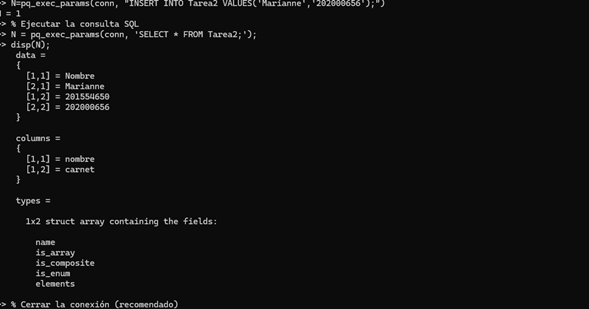 > N=pq_exec_params(conn, "INSERT INTO Tarea2 VALUES('Marianne','202000656');")
N = 1
> % Ejecutar la consulta SQL
> N = pq_exec_params(conn, 'SELECT * FROM Tarea2;');
> disp(N);
data =
{
[1,1] = Nombre
[2,1] = Marianne
[1,2] = 201554650
[2,2] = 202000656
}
columns =
{
[1,1] = nombre
[1,2] = carnet
}
types =
1x2 struct array containing the fields:
name
is_array
is_composite
is_enum
elements
> % Cerrar la conexión (recomendado)